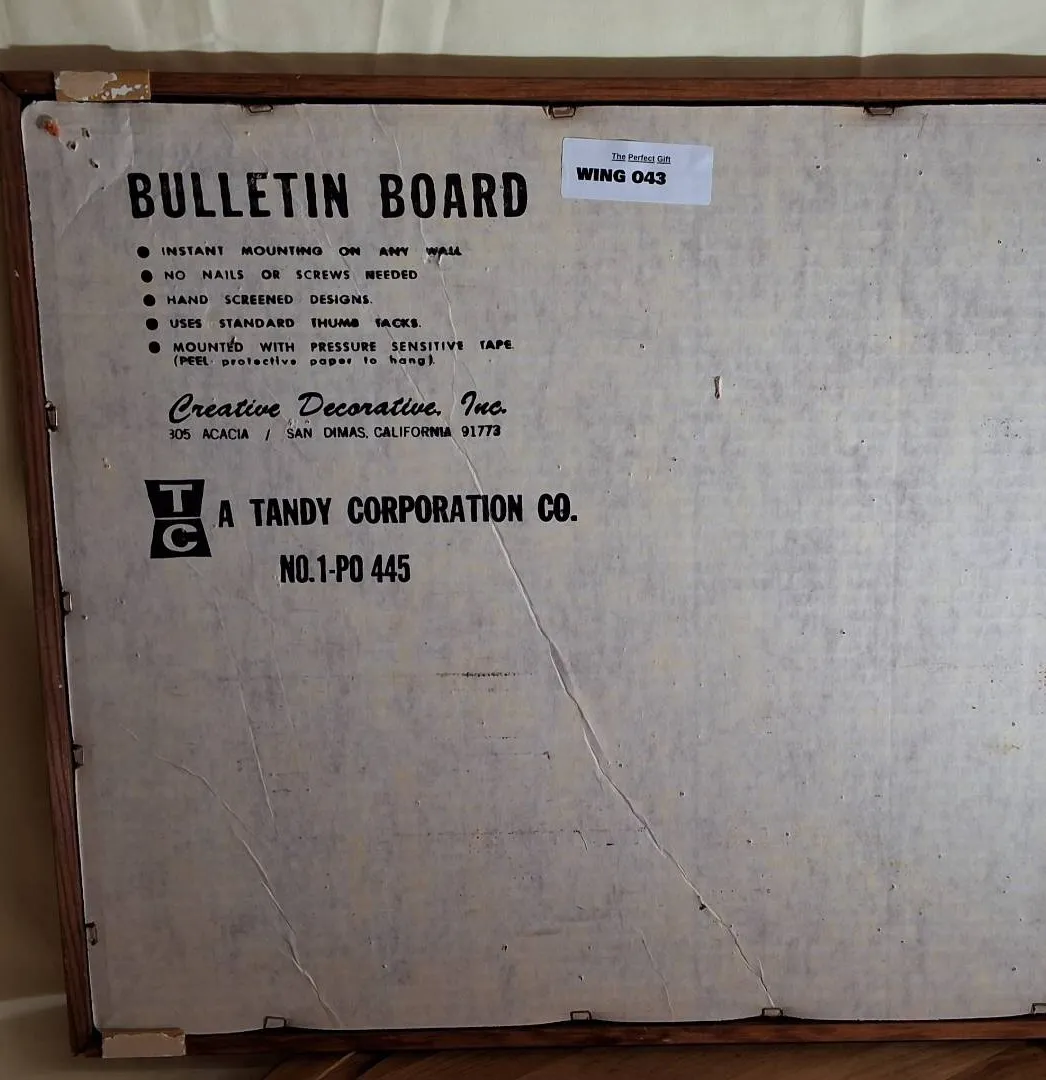 The Perfect Gift
WING 043
BULLETIN BOARD
● INSTANT MOUNTING ON ANY WALL
● NO NAILS OR SCREWS NEEDED
● HAND SCREENED DESIGNS.
● USES STANDARD THUMB TACKS.
● MOUNTED WITH PRESSURE SENSITIVE TAPE.
(PEEL protective paper to hang).
Creative Decorative, Inc.
305 ACACIA / SAN DIMAS, CALIFORNIA 91773
TC
A TANDY CORPORATION CO.
NO.1-PO 445